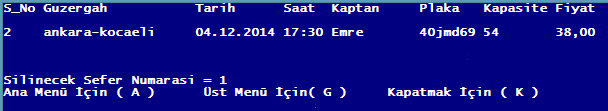 S_No Guzergah Tarih Saat Kaptan Plaka Kapasite Fiyat
2 ankara-kocaeli 04.12.2014 17:30 Emre 40jmd69 54 38,00
Silinecek Sefer Numarasi = 1
Ana Menü İçin ( A ) Üst Menü İçin( G ) Kapatmak İçin ( K )